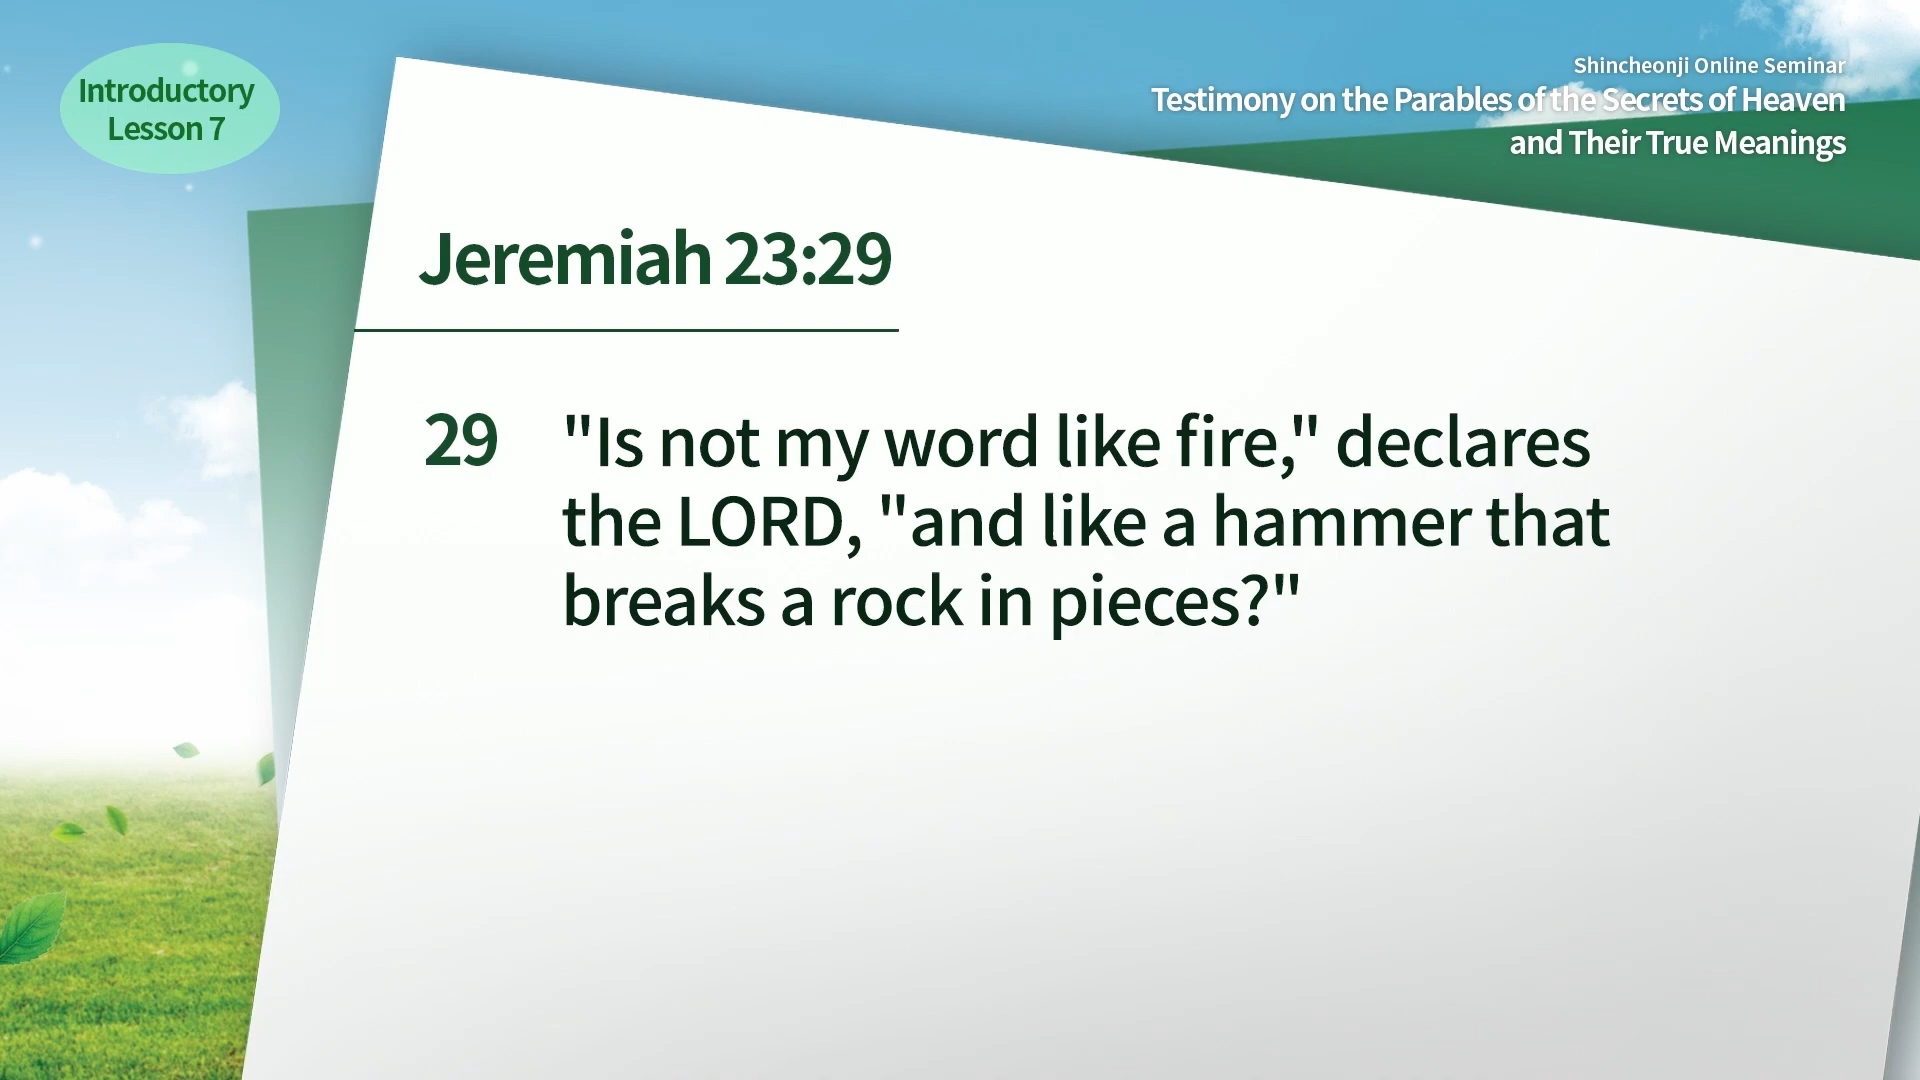 Introductory
Lesson 7
Shincheonji Online Seminar
Testimony on the Parables of the Secrets of Heaven
and Their True Meanings
Jeremiah 23:29
29 "Is not my word like fire," declares
the LORD, "and like a hammer that
breaks a rock in pieces?"